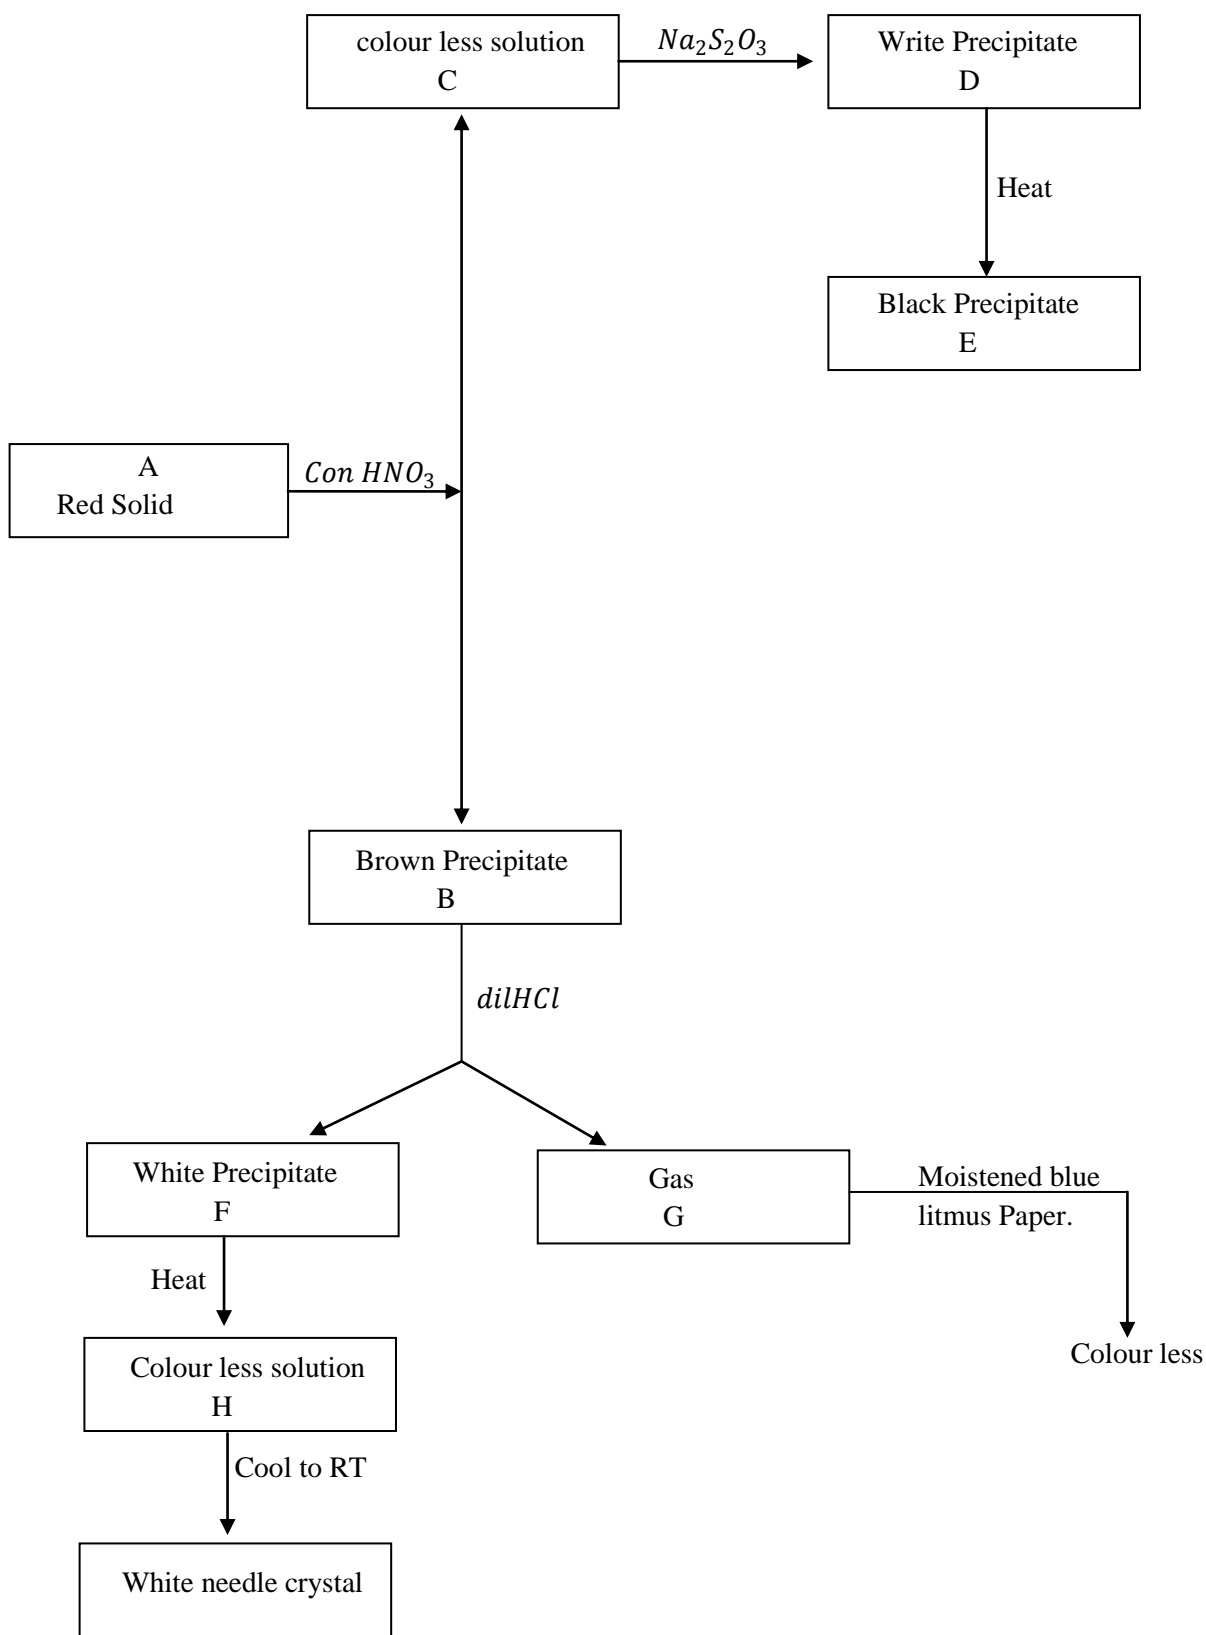 colour less solution
C
Na₂S₂O₃
Write Precipitate
D
Heat
Black Precipitate
E
A
Red Solid
Con HNO₃
Brown Precipitate
B
dilHCl
White Precipitate
F
Gas
G
Moistened blue
litmus Paper.
Heat
Colour less
Colour less solution
H
Cool to RT
White needle crystal